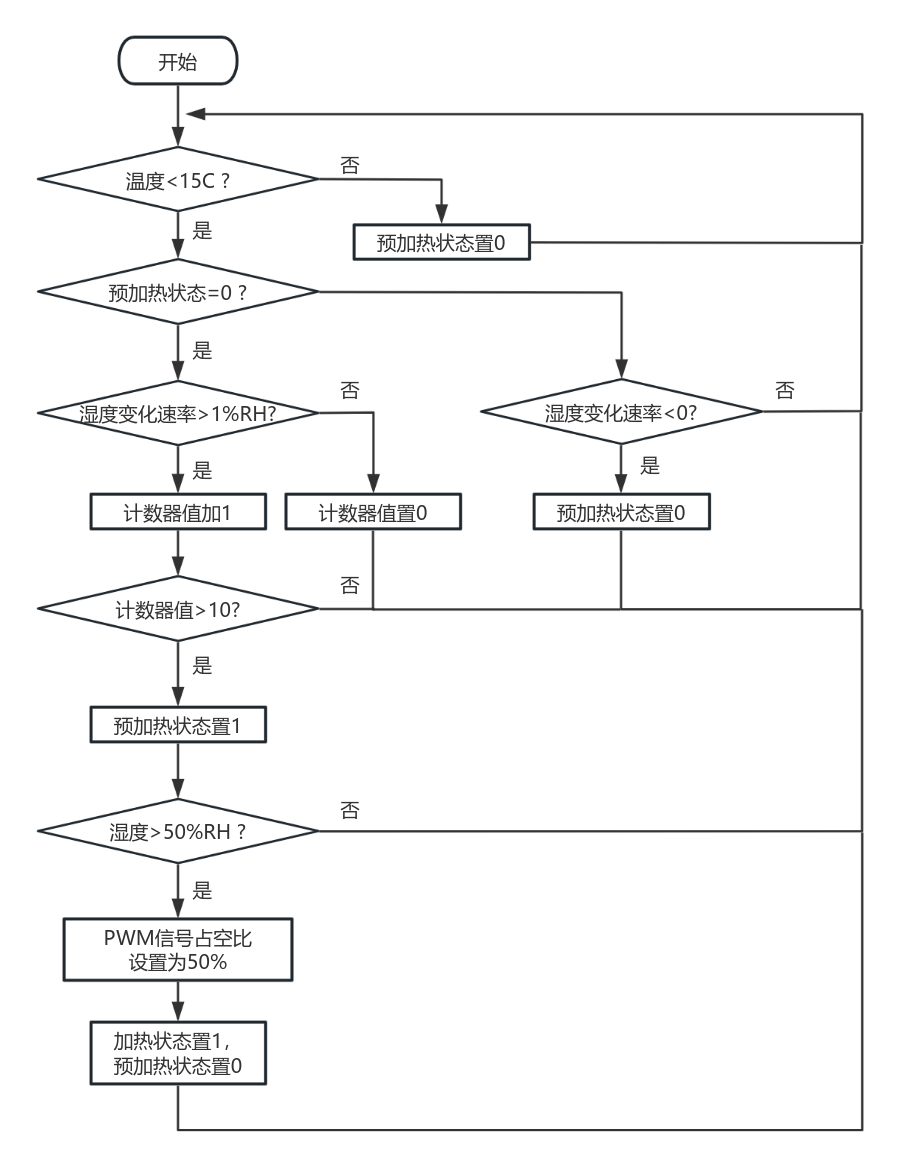 开始
温度<15C ?
否
预加热状态置0
是
预加热状态=0 ?
是
湿度变化速率>1%RH?
否
湿度变化速率<0?
否
是
是
计数器值加1
计数器值置0
预加热状态置0
计数器值>10?
否
是
预加热状态置1
湿度>50%RH ?
否
是
PWM信号占空比
设置为50%
加热状态置1,
预加热状态置0